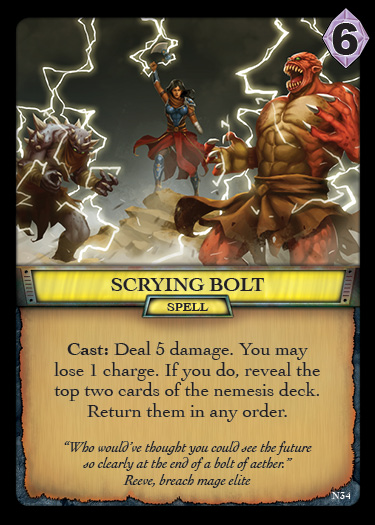 6
SCRYING BOLT
SPELL
Cast: Deal 5 damage. You may
lose 1 charge. If you do, reveal the
top two cards of the nemesis deck.
Return them in any order.
“Who would’ve thought you could see the future
so clearly at the end of a bolt of aether.”
Reeve, breach mage elite
N34